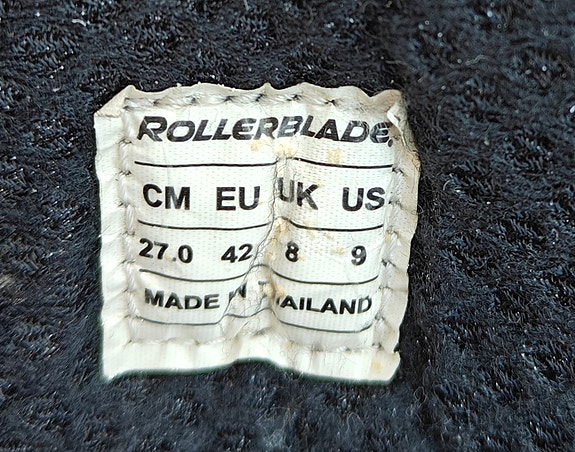 ROLLERBLADE.
CM EU UK US
27.0 42 8 9
MADE IN THAILAND